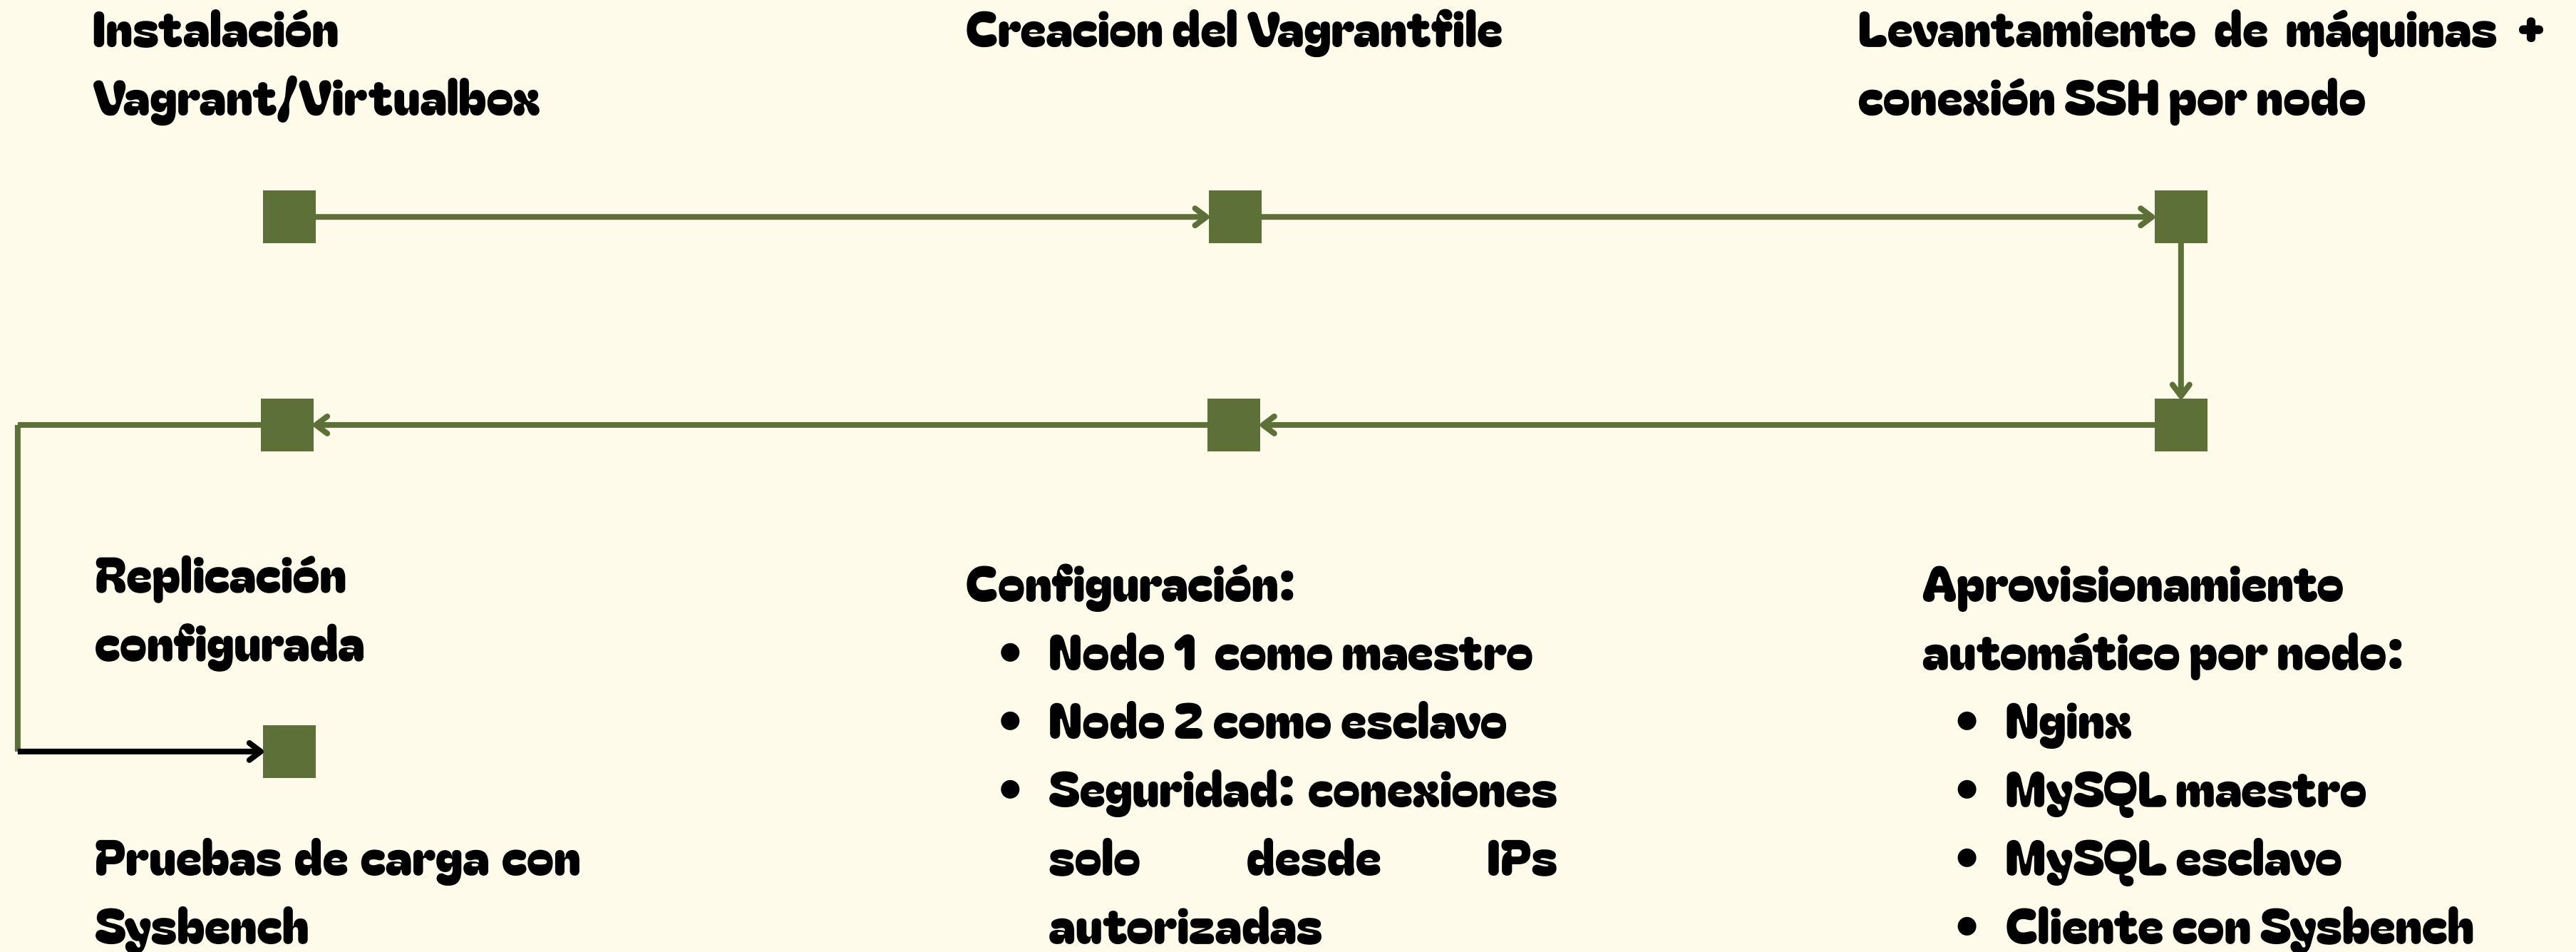 Instalación
Vagrant/Virtualbox
Creacion del Vagrantfile
Levantamiento de máquinas +
conexión SSH por nodo
Replicación
configurada
Configuración:
• Nodo 1 como maestro
• Nodo 2 como esclavo
• Seguridad: conexiones
solo desde IPs
autorizadas
Aprovisionamiento
automático por nodo:
• Nginx
• MySQL maestro
• MySQL esclavo
• Cliente con Sysbench
Pruebas de carga con
Sysbench